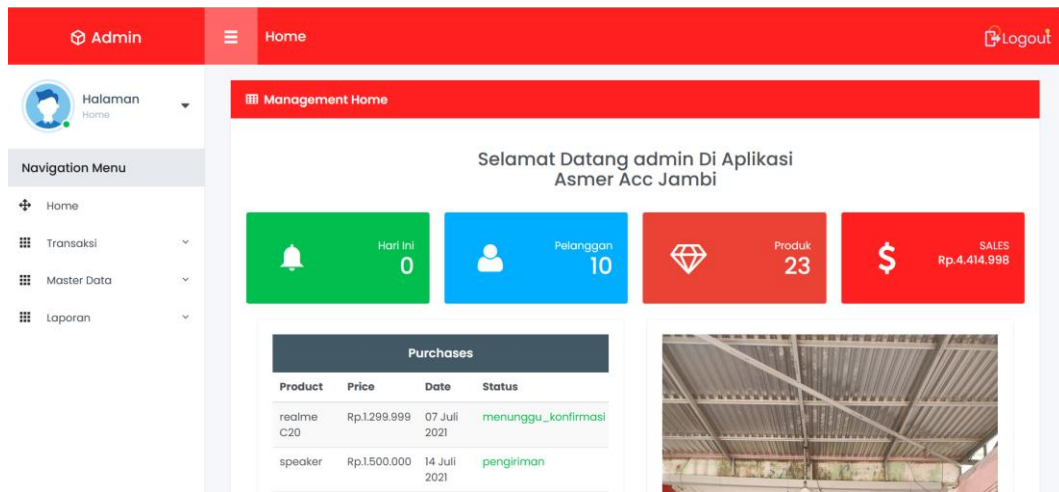 Admin
Home
Logout
Halaman
Home
Navigation Menu
Home
Transaksi
Master Data
Laporan
Management Home
Selamat Datang admin Di Aplikasi
Asmer Acc Jambi
Hari Ini
0
Pelanggan
10
Produk
23
SALES
Rp.4.414.998
Purchases
Product Price Date Status
realme Rp.1.299.999 07 Juli menunggu_konfirmasi
C20 2021
speaker Rp.1.500.000 14 Juli pengiriman
2021